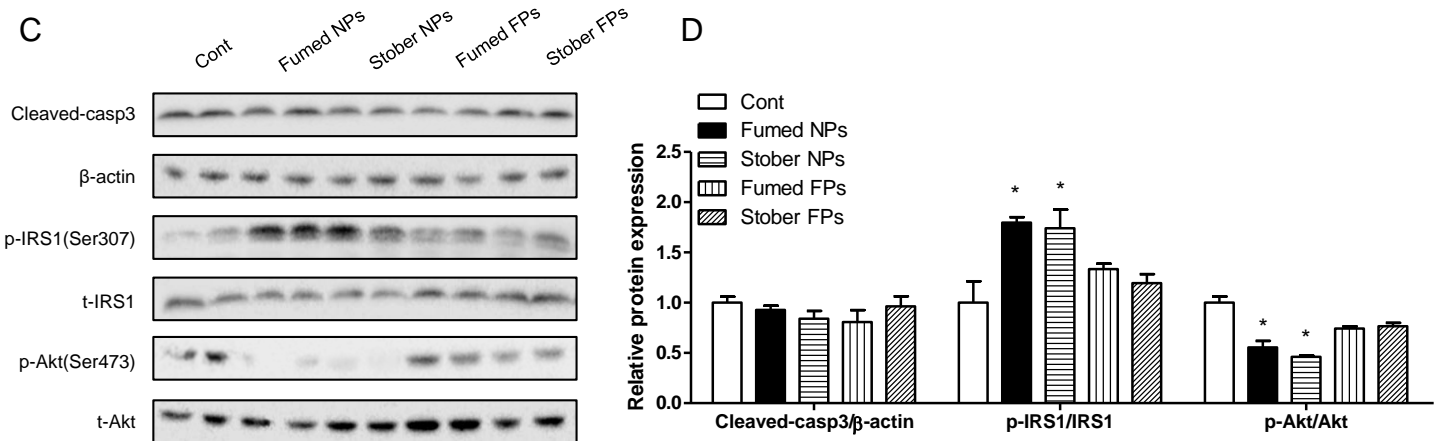 C
Cont
Fumed NPs
Stober NPs
Fumed FPs
Stober FPs
Cleaved-casp3
β-actin
p-IRS1(Ser307)
t-IRS1
p-Akt(Ser473)
t-Akt
D
Cont
Fumed NPs
Stober NPs
Fumed FPs
Stober FPs
Relative protein expression
2.5
2.0
1.5
1.0
0.5
0.0
* *
* *
Cleaved-casp3/β-actin
p-IRS1/IRS1
p-Akt/Akt